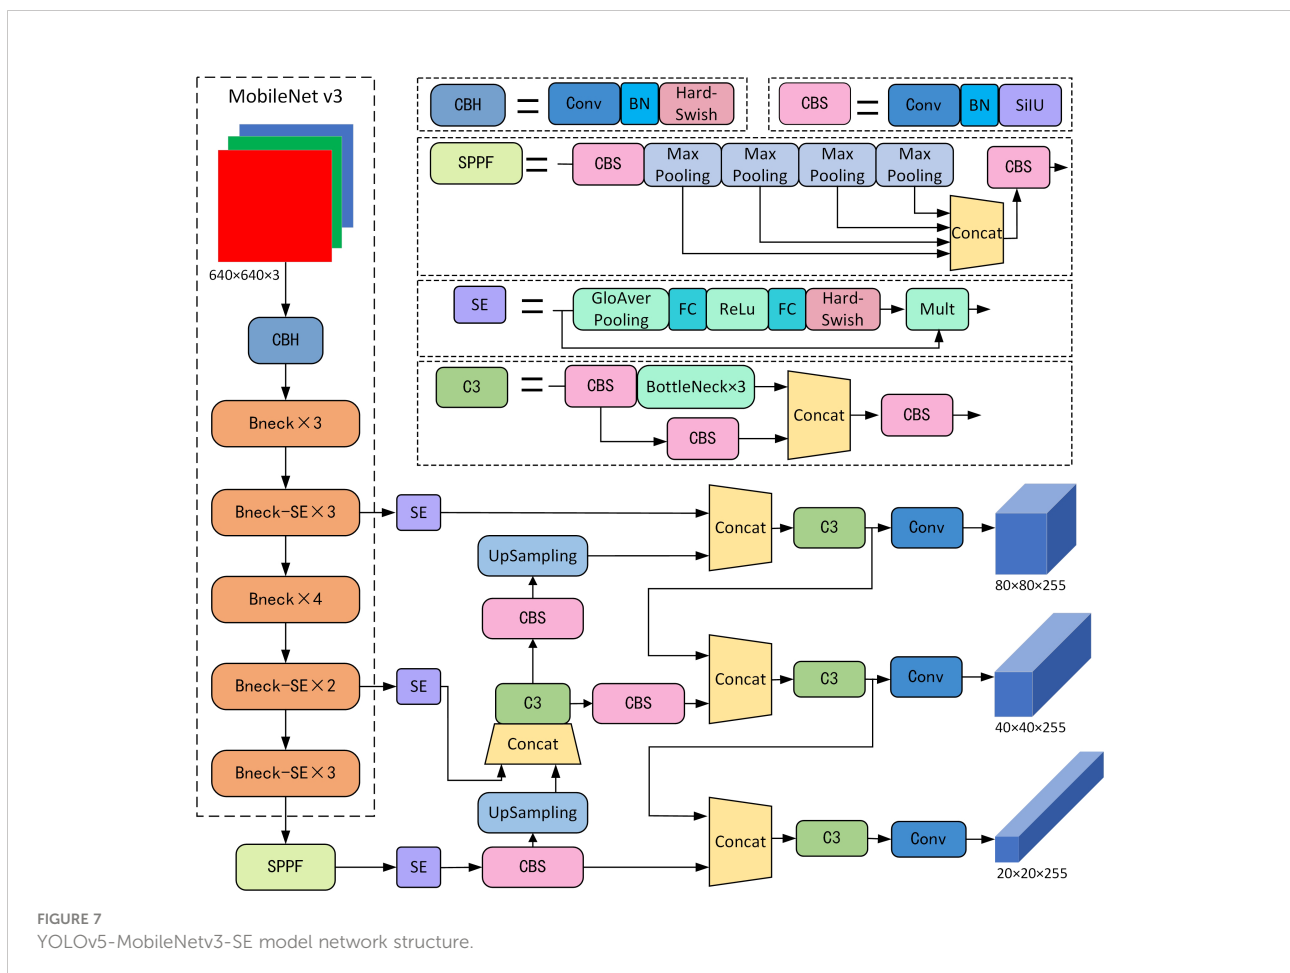 MobileNet v3
640×640×3
CBH
Bneck×3
Bneck-SE×3
Bneck×4
Bneck-SE×2
Bneck-SE×3
SPPF
CBH = Conv BN Hard-
Swish
CBS = Conv BN SiIU
SPPF = CBS Max
Pooling Max
Pooling Max
Pooling Max
Pooling CBS
Concat
SE = GloAver
Pooling FC ReLu FC Hard-
Swish Mult
C3 = CBS BottleNeck×3
CBS
Concat
CBS
SE
UpSampling
CBS
C3
Concat
CBS
SE
UpSampling
SE
CBS
Concat
C3
Conv
80×80×255
Concat
C3
Conv
40×40×255
Concat
C3
Conv
20×20×255
FIGURE 7
YOLOv5-MobileNetv3-SE model network structure.